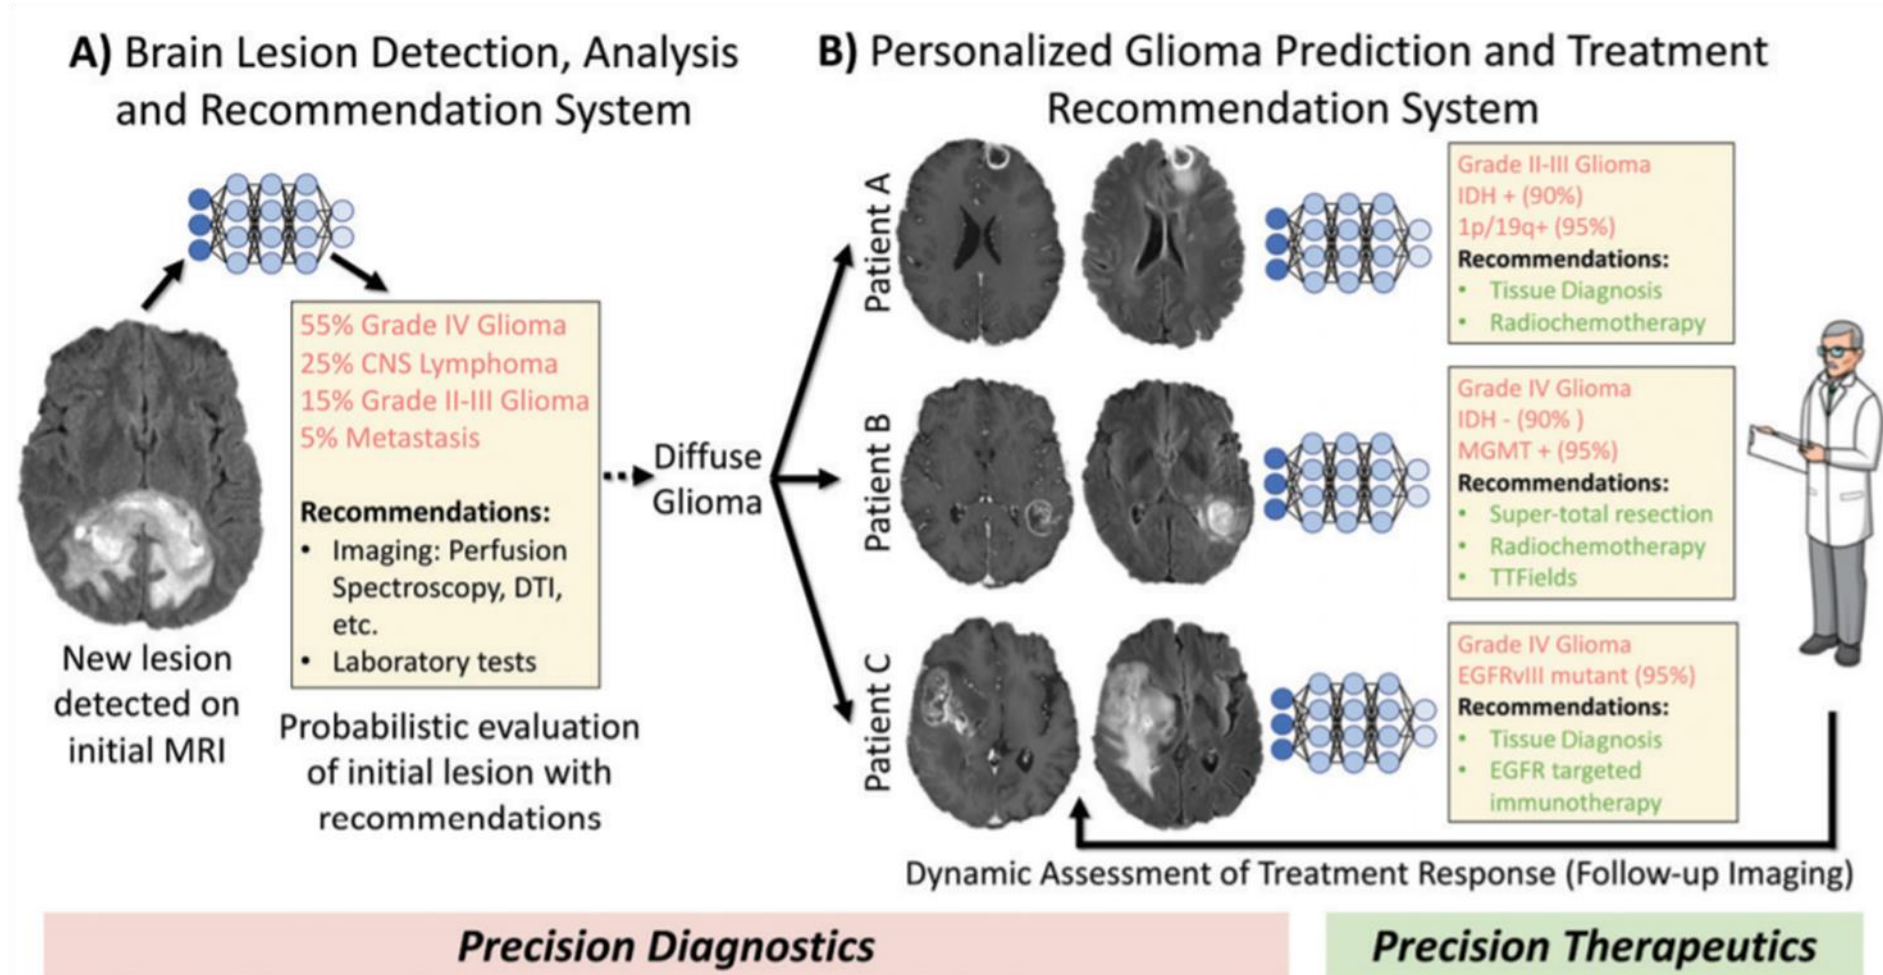 A) Brain Lesion Detection, Analysis
and Recommendation System
55% Grade IV Glioma
25% CNS Lymphoma
15% Grade II-III Glioma
5% Metastasis
Recommendations:
• Imaging: Perfusion
Spectroscopy, DTI,
etc.
• Laboratory tests
New lesion
detected on
initial MRI
Probabilistic evaluation
of initial lesion with
recommendations
Diffuse
Glioma
B) Personalized Glioma Prediction and Treatment
Recommendation System
Patient A
Grade II-III Glioma
IDH + (90%)
1p/19q+ (95%)
Recommendations:
• Tissue Diagnosis
• Radiochemotherapy
Patient B
Grade IV Glioma
IDH - (90% )
MGMT + (95%)
Recommendations:
• Super-total resection
• Radiochemotherapy
• TTFields
Patient C
Grade IV Glioma
EGFRvIII mutant (95%)
Recommendations:
• Tissue Diagnosis
• EGFR targeted
immunotherapy
Dynamic Assessment of Treatment Response (Follow-up Imaging)
Precision Diagnostics
Precision Therapeutics